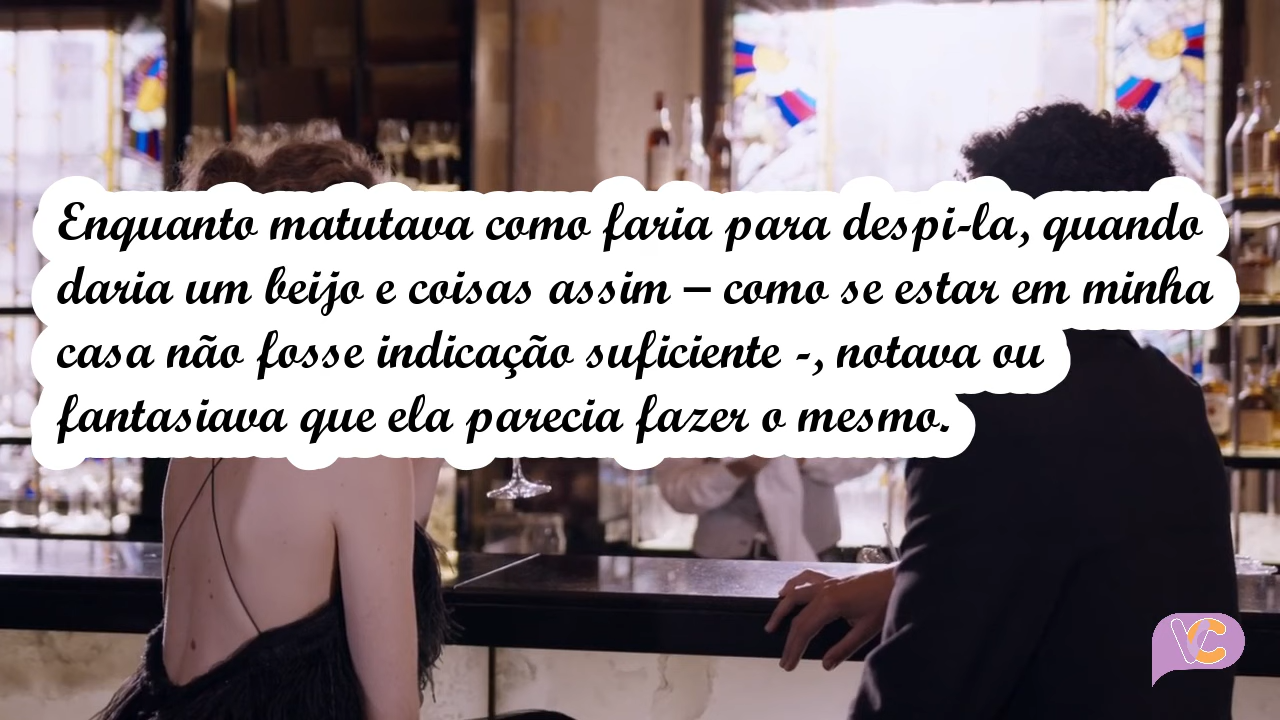 Enquanto matutava como faria para despi-la, quando
daria um beijo e coisas assim – como se estar em minha
casa não fosse indicação suficiente -, notava ou
fantasiava que ela parecia fazer o mesmo.
VC